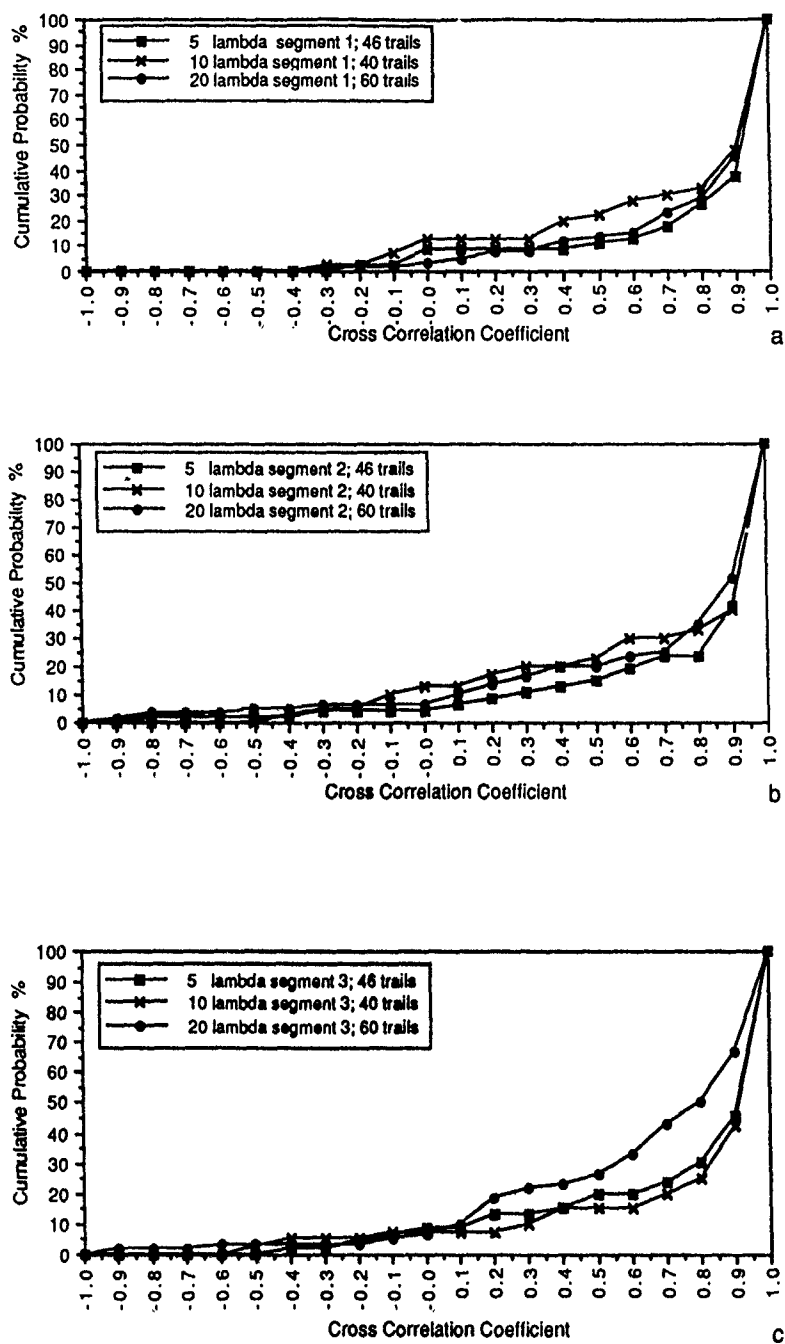 Cumulative Probability %
100
90
80
70
60
50
40
30
20
10
0
5 lambda segment 1; 46 trails
10 lambda segment 1; 40 trails
20 lambda segment 1; 60 trails
-1.0 -0.9 -0.8 -0.7 -0.6 -0.5 -0.4 -0.3 -0.2 -0.1 -0.0 0.1 0.2 0.3 0.4 0.5 0.6 0.7 0.8 0.9 1.0
Cross Correlation Coefficient
a
Cumulative Probability %
100
90
80
70
60
50
40
30
20
10
0
5 lambda segment 2; 46 trails
10 lambda segment 2; 40 trails
20 lambda segment 2; 60 trails
-1.0 -0.9 -0.8 -0.7 -0.6 -0.5 -0.4 -0.3 -0.2 -0.1 -0.0 0.1 0.2 0.3 0.4 0.5 0.6 0.7 0.8 0.9 1.0
Cross Correlation Coefficient
b
Cumulative Probability %
100
90
80
70
60
50
40
30
20
10
0
5 lambda segment 3; 46 trails
10 lambda segment 3; 40 trails
20 lambda segment 3; 60 trails
-1.0 -0.9 -0.8 -0.7 -0.6 -0.5 -0.4 -0.3 -0.2 -0.1 -0.0 0.1 0.2 0.3 0.4 0.5 0.6 0.7 0.8 0.9 1.0
Cross Correlation Coefficient
c